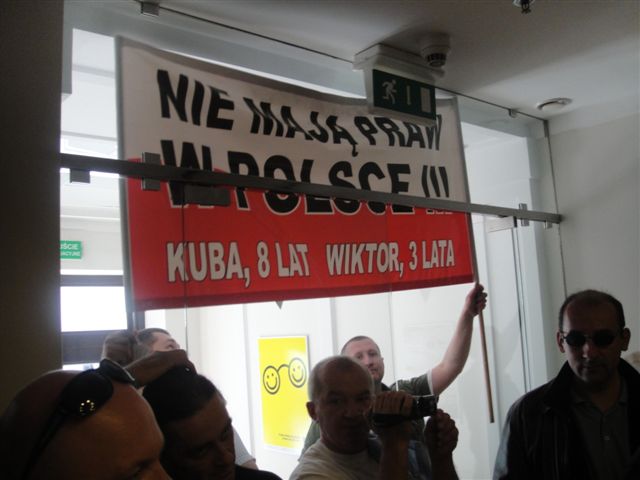 NIE MAJĄ PRAW
W POLSCE !!!
KUBA, 8 LAT WIKTOR, 3 LATA